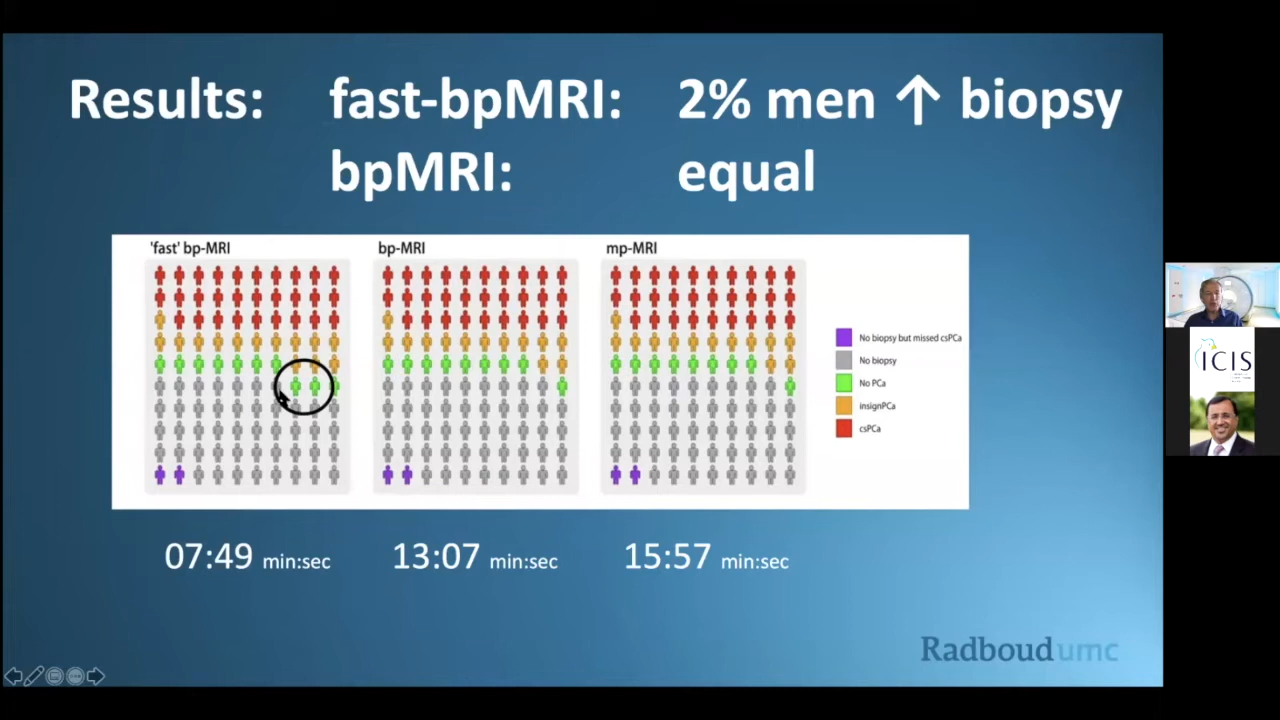 Results: fast-bpMRI: 2% men ↑ biopsy
bpMRI: equal
'fast' bp-MRI bp-MRI mp-MRI
No biopsy but missed csPCa
No biopsy
No PCa
insignPCa
csPCa
07:49 min:sec 13:07 min:sec 15:57 min:sec
Radboudumc
ICIS